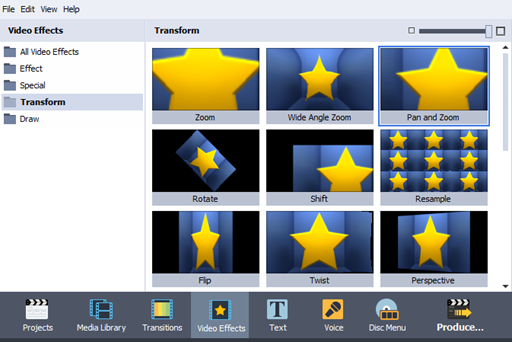 File Edit View Help
Video Effects
All Video Effects
Effect
Special
Transform
Draw
Transform
Zoom
Wide Angle Zoom
Pan and Zoom
Rotate
Shift
Resample
Flip
Twist
Perspective
Projects
Media Library
Transitions
Video Effects
Text
Voice
Disc Menu
Produce...